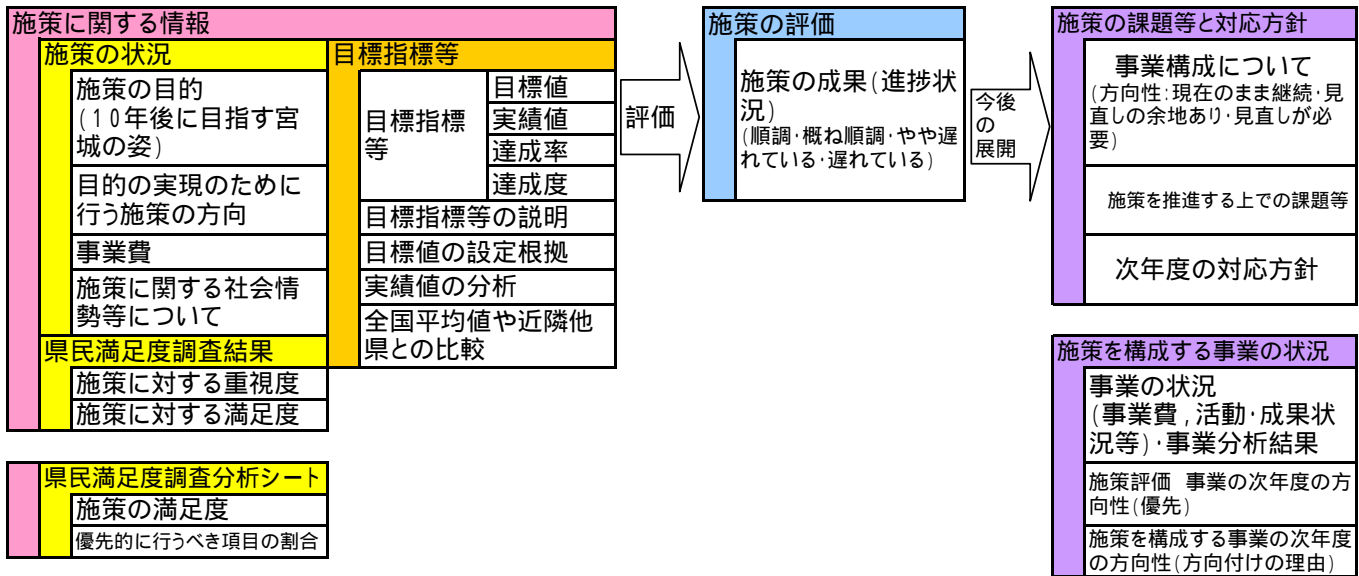 施策に関する情報
施策の状況
施策の目的
(10年後に目指す宮
城の姿)
目的の実現のために
行う施策の方向
事業費
施策に関する社会情
勢等について
県民満足度調査結果
施策に対する重視度
施策に対する満足度
目標指標等
目標指標
等
目標値
実績値
達成率
達成度
目標指標等の説明
目標値の設定根拠
実績値の分析
全国平均値や近隣他
県との比較
県民満足度調査分析シート
施策の満足度
優先的に行うべき項目の割合
評価
施策の評価
施策の成果(進捗状
況)
(順調・概ね順調・やや遅
れている・遅れている)
今後
の
展開
施策の課題等と対応方針
事業構成について
(方向性:現在のまま継続・見
直しの余地あり・見直しが必
要)
施策を推進する上での課題等
次年度の対応方針
施策を構成する事業の状況
事業の状況
(事業費,活動・成果状
況等)・事業分析結果
施策評価 事業の次年度の方
向性(優先)
施策を構成する事業の次年度
の方向性(方向付けの理由)